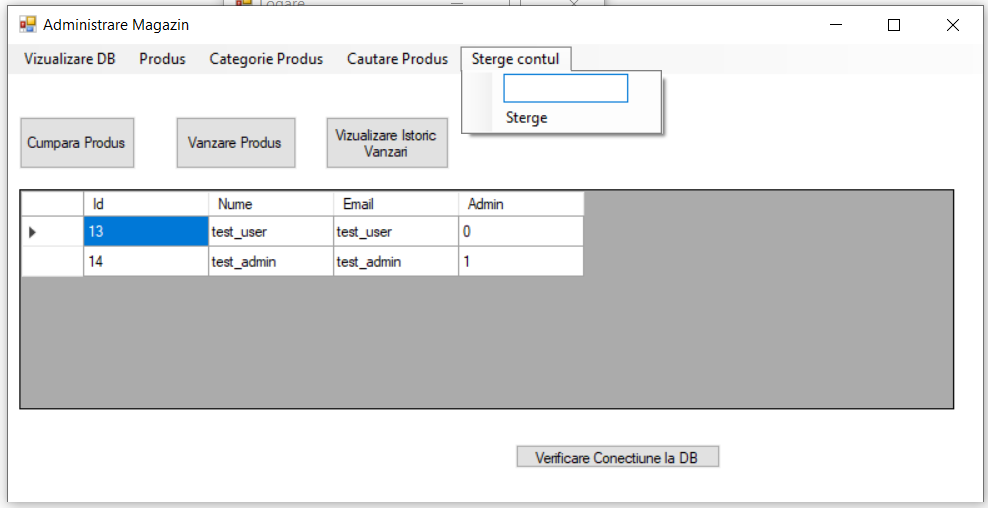 Logare
Administrare Magazin
Vizualizare DB Produs Categorie Produs Cautare Produs Sterge contul
Sterge
Cumpara Produs Vanzare Produs Vizualizare Istoric
Vanzari
Id Nume Email Admin
13 test_user test_user 0
14 test_admin test_admin 1
Verificare Conectiune la DB